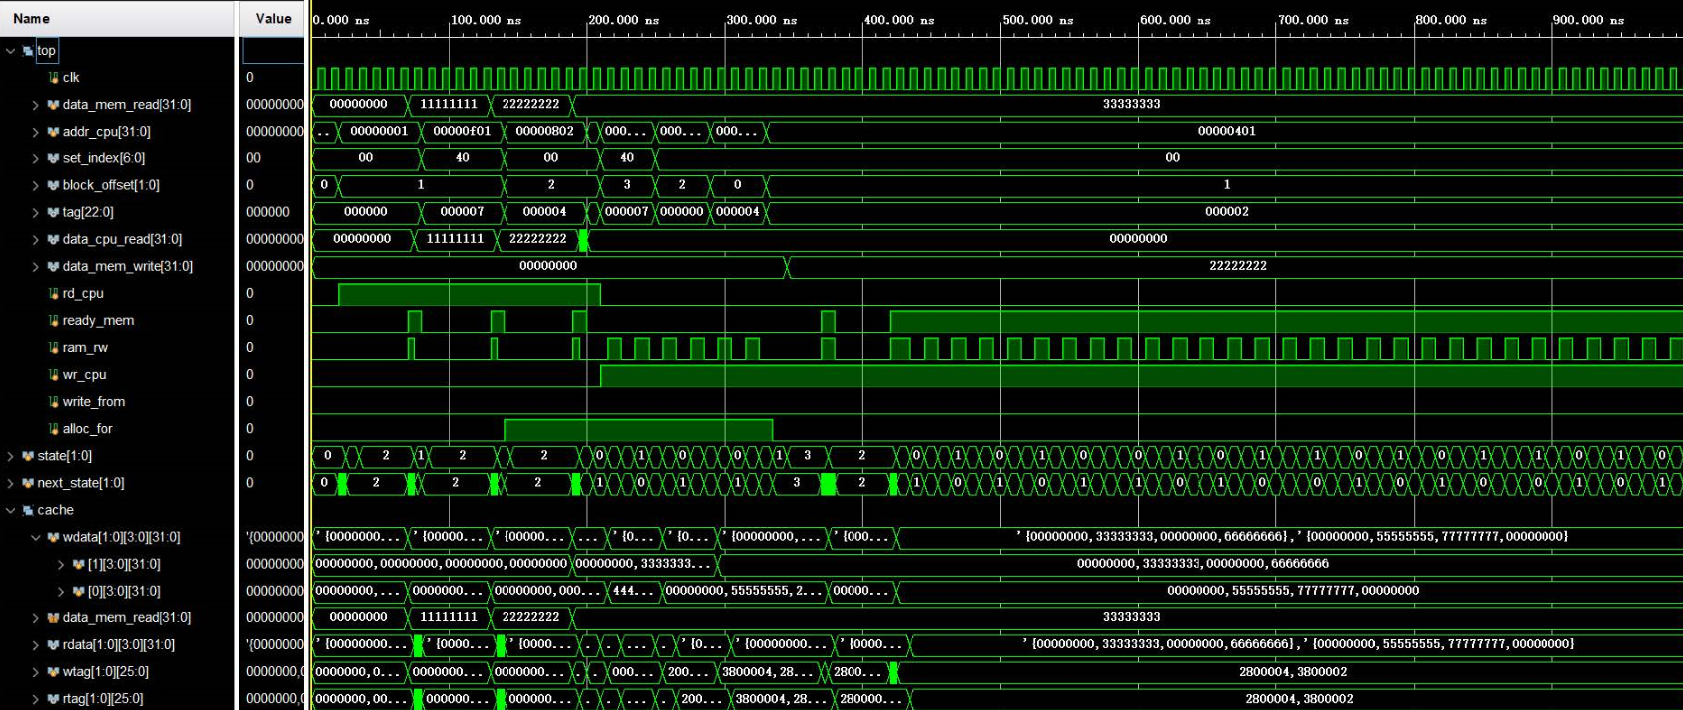 Name Value 0.000 ns 100.000 ns 200.000 ns 300.000 ns 400.000 ns 500.000 ns 600.000 ns 700.000 ns 800.000 ns 900.000 ns
top
clk 0
data_mem_read[31:0] 00000000 00000000 11111111 22222222 33333333
addr_cpu[31:0] 00000000 .. 00000001 00000f01 00000802 000... 000... 000... 00000401
set_index[6:0] 00 00 40 00 40 00
block_offset[1:0] 0 0 1 2 3 2 0 1
tag[22:0] 000000 000000 000007 000004 000007 000000 000004 000002
data_cpu_read[31:0] 00000000 00000000 11111111 22222222 00000000
data_mem_write[31:0] 00000000 00000000 22222222
rd_cpu 0
ready_mem 0
ram_rw 0
wr_cpu 0
write_from 0
alloc_for 0
state[1:0] 0 0 2 1 2 2 0 1 0 0 1 3 2 0 1 0 1 0 0 1 0 1 0 1 0 1 0 1 0
next_state[1:0] 0 0 2 2 2 1 0 1 1 3 2 1 0 1 0 1 1 0 1 0 1 0 1 0 1 0 1
cache
wdata[1:0][3:0][31:0] '{0000000 '{0000000... '{00000... '{00000... ... '{0... '{0... '{00000000,... '{000... '{00000000,33333333,00000000,66666666},'{00000000,55555555,77777777,00000000}
[1][3:0][31:0] 00000000,00000000,00000000,00000000 00000000,3333333... 00000000,33333333,00000000,66666666
[0][3:0][31:0] 00000000,... 0000000... 00000000,000... 444... 00000000,55555555,2... 00000... 00000000,55555555,77777777,00000000
data_mem_read[31:0] 00000000 00000000 11111111 22222222 33333333
rdata[1:0][3:0][31:0] '{0000000 '{0000000... '{0000... '{0000... . . ... . '{0... '{0000000... '{0000... '{00000000,33333333,00000000,66666666},'{00000000,55555555,77777777,00000000}
wtag[1:0][25:0] 0000000,0 0000000,0... 0000000... 0000000... . . 000... 200... 3800004,28... 2800... 2800004,3800002
rtag[1:0][25:0] 0000000,0 0000000,00... 000000... 000000... . . ... . 200... 3800004,28... 280000... 2800004,3800002